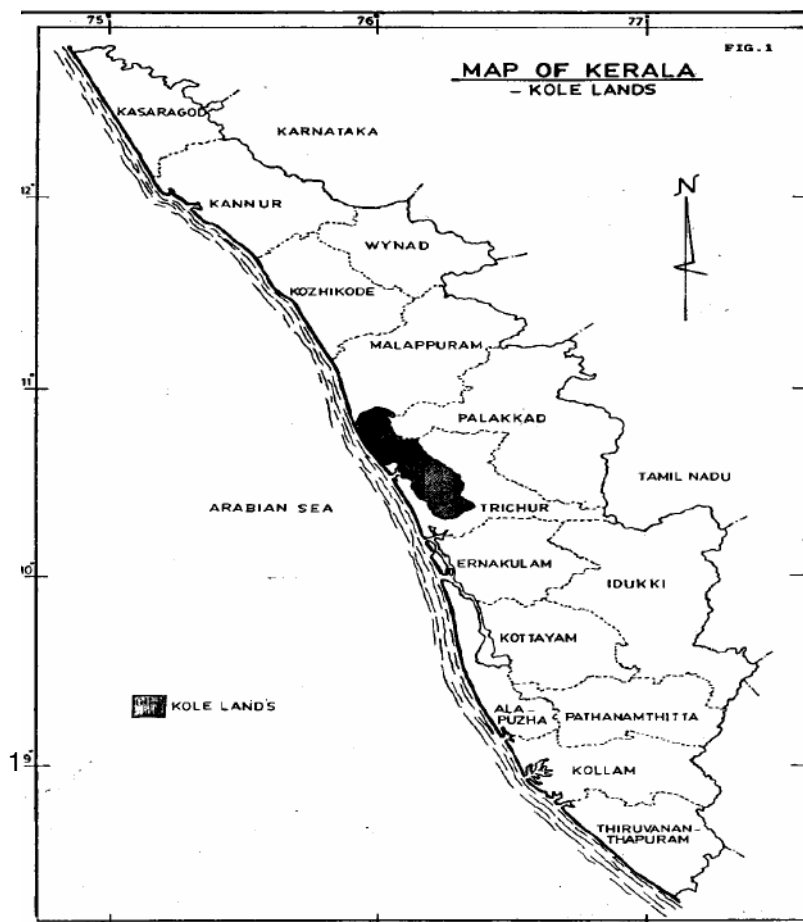 75
76
77
FIG.1
MAP OF KERALA
– KOLE LANDS
KASARAGOD
KARNATAKA
N
12°
KANNUR
WYNAD
KOZHIKODE
MALAPPURAM
11°
PALAKKAD
TAMIL NADU
ARABIAN SEA
TRICHUR
ERNAKULAM
10°
IDUKKI
KOTTAYAM
KOLE LAND'S
ALA–
PUZHA
PATHANAMTHITTA
1 9°
KOLLAM
THIRUVANAN–
THAPURAM